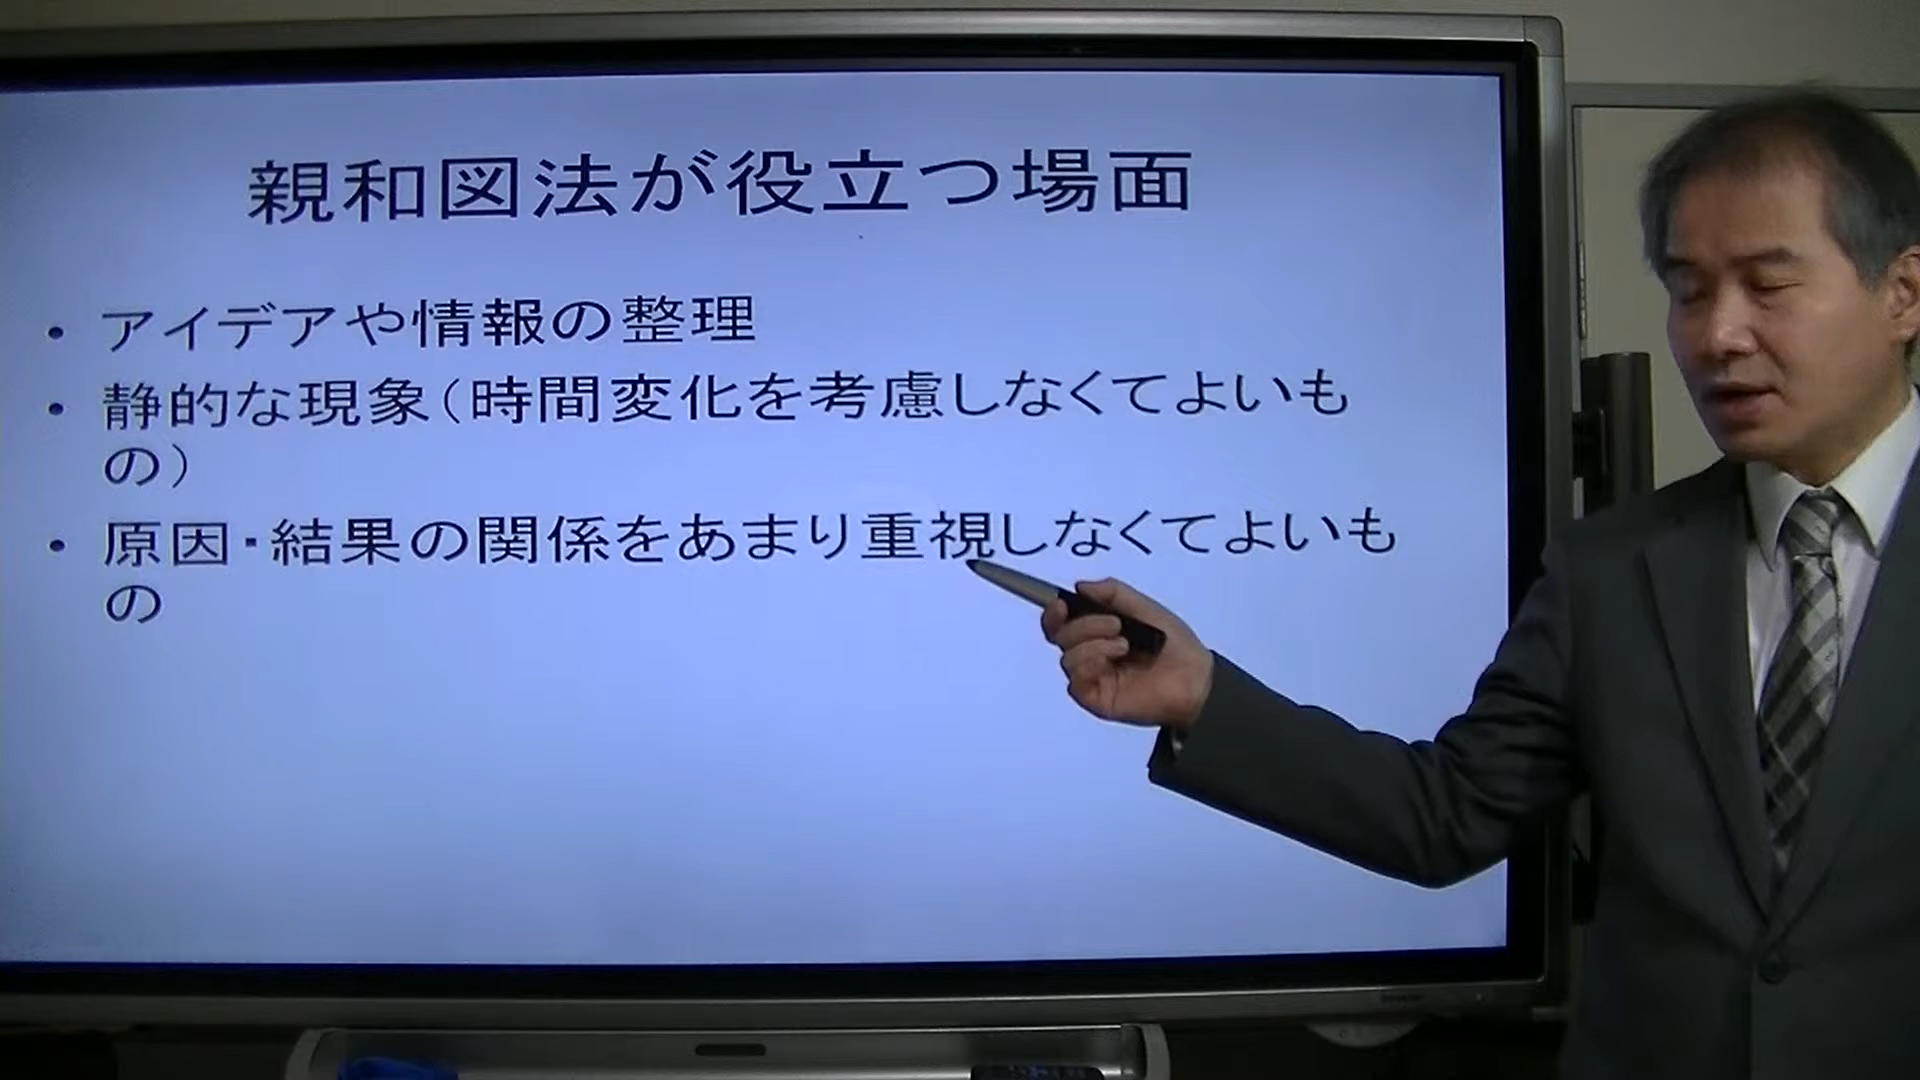 親和図法が役立つ場面
• アイデアや情報の整理
• 静的な現象(時間変化を考慮しなくてよいも
の)
• 原因・結果の関係をあまり重視しなくてよいも
の